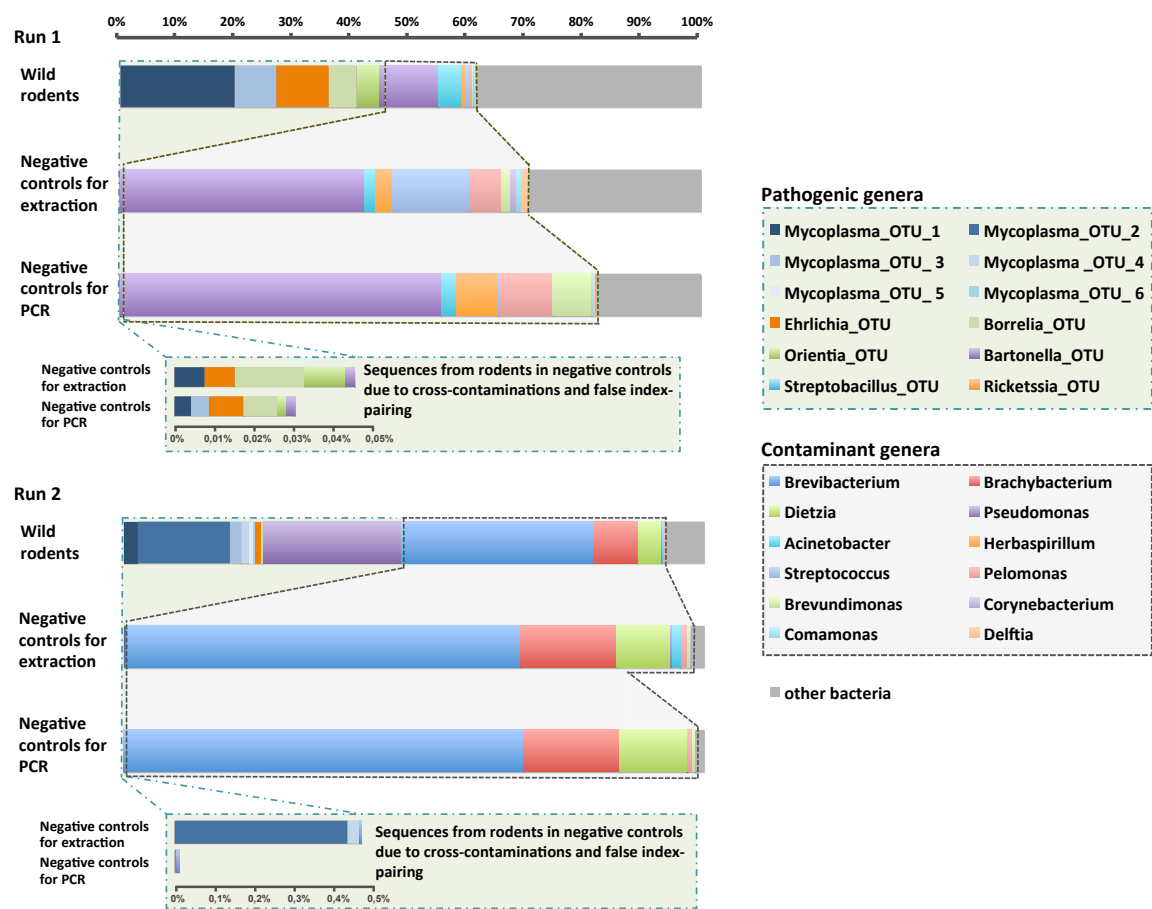 0% 10% 20% 30% 40% 50% 60% 70% 80% 90% 100%
Run 1
Wild
rodents
Negative
controls for
extraction
Negative
controls for
PCR
Negative controls
for extraction
Negative controls
for PCR
Sequences from rodents in negative controls
due to cross-contaminations and false index-
pairing
0% 0,01% 0,02% 0,03% 0,04% 0,05%
Run 2
Wild
rodents
Negative
controls for
extraction
Negative
controls for
PCR
Negative controls
for extraction
Negative controls
for PCR
Sequences from rodents in negative controls
due to cross-contaminations and false index-
pairing
0% 0,1% 0,2% 0,3% 0,4% 0,5%
Pathogenic genera
Mycoplasma_OTU_1 Mycoplasma_OTU_2
Mycoplasma_OTU_ 3 Mycoplasma _OTU_4
Mycoplasma_OTU_ 5 Mycoplasma_OTU_ 6
Ehrlichia_OTU Borrelia_OTU
Orientia_OTU Bartonella_OTU
Streptobacillus_OTU Ricketssia_OTU
Contaminant genera
Brevibacterium Brachybacterium
Dietzia Pseudomonas
Acinetobacter Herbaspirillum
Streptococcus Pelomonas
Brevundimonas Corynebacterium
Comamonas Delftia
other bacteria